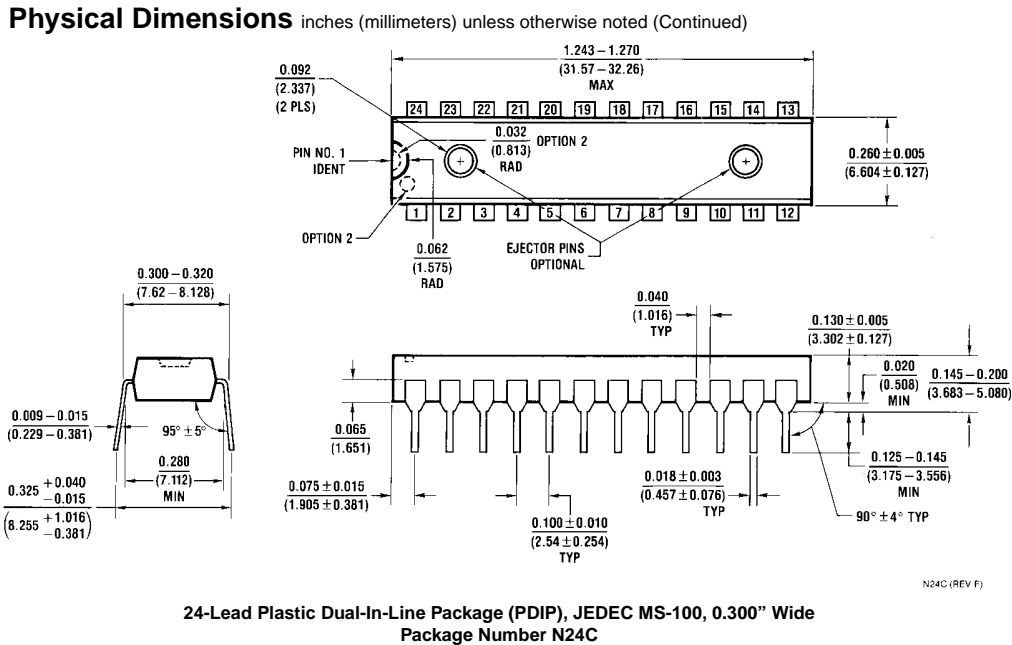 Physical Dimensions inches (millimeters) unless otherwise noted (Continued)
1.243 – 1.270
(31.57 – 32.26)
MAX
0.092
(2.337)
(2 PLS)
24 23 22 21 20 19 18 17 16 15 14 13
0.032
(0.813)
RAD
OPTION 2
PIN NO. 1
IDENT
0.260 ± 0.005
(6.604 ± 0.127)
1 2 3 4 5 6 7 8 9 10 11 12
OPTION 2
0.062
(1.575)
RAD
EJECTOR PINS
OPTIONAL
0.300 – 0.320
(7.62 – 8.128)
0.040
(1.016)
TYP
0.130 ± 0.005
(3.302 ± 0.127)
0.020
(0.508)
MIN
0.145 – 0.200
(3.683 – 5.080)
0.009 – 0.015
(0.229 – 0.381)
95° ± 5°
0.065
(1.651)
0.280
(7.112)
MIN
0.125 – 0.145
(3.175 – 3.556)
MIN
0.325 +0.040 −0.015
(8.255 +1.016 −0.381)
0.075 ± 0.015
(1.905 ± 0.381)
0.018 ± 0.003
(0.457 ± 0.076)
TYP
90° ± 4° TYP
0.100 ± 0.010
(2.54 ± 0.254)
TYP
N24C (REV F)
24-Lead Plastic Dual-In-Line Package (PDIP), JEDEC MS-100, 0.300” Wide
Package Number N24C